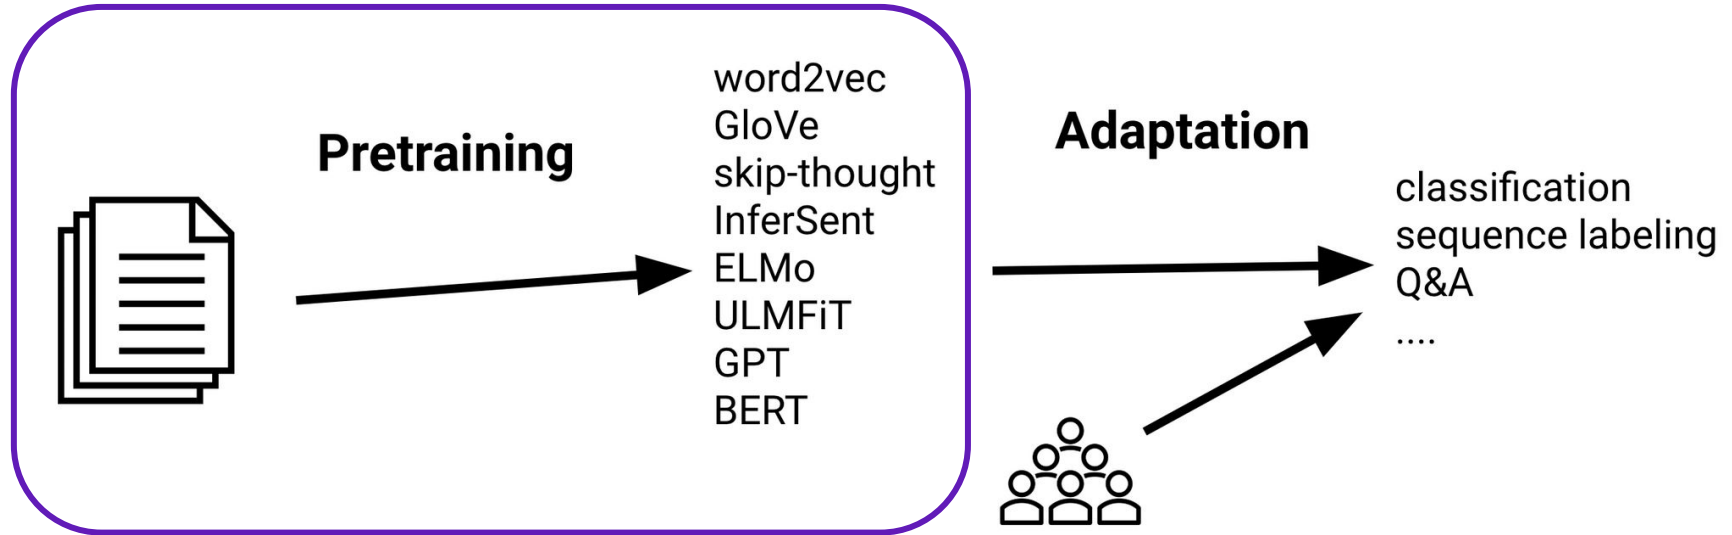 Pretraining
word2vec
GloVe
skip-thought
InferSent
ELMo
ULMFiT
GPT
BERT
Adaptation
classification
sequence labeling
Q&A
....